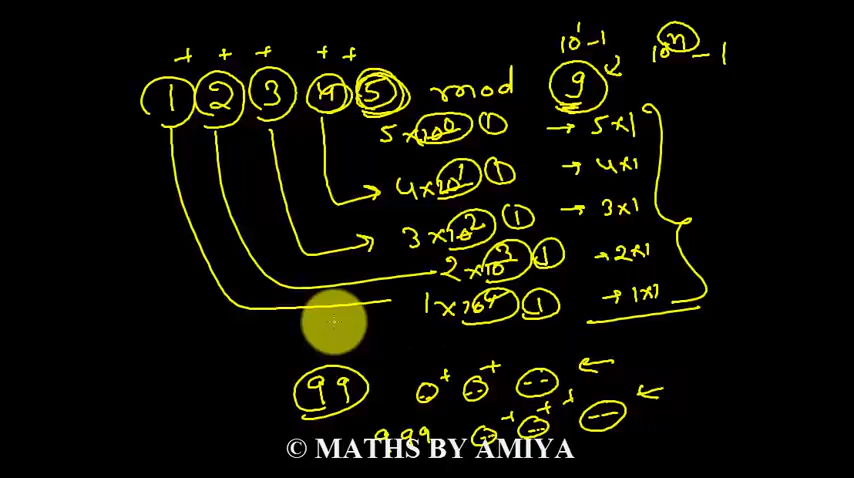 10¹-1 10ⁿ-1
+ + + + +
1 2 3 4 5 mod 9
5×10⁰ 1 → 5×1
4×10¹ 1 → 4×1
3×10² 1 → 3×1
2×10³ 1 → 2×1
1×10⁴ 1 → 1×1
99 + + ←
999 + + + ←
© MATHS BY AMIYA